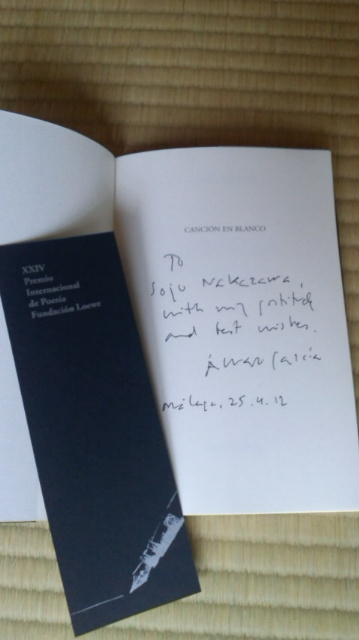 XXIV
Premio
Internacional
de Poesía
Fundación Loewe
CANCIÓN EN BLANCO
To
Soju Nakazawa,
with my gratitude
and best wishes.
Álvaro García
Málaga, 25.4.12